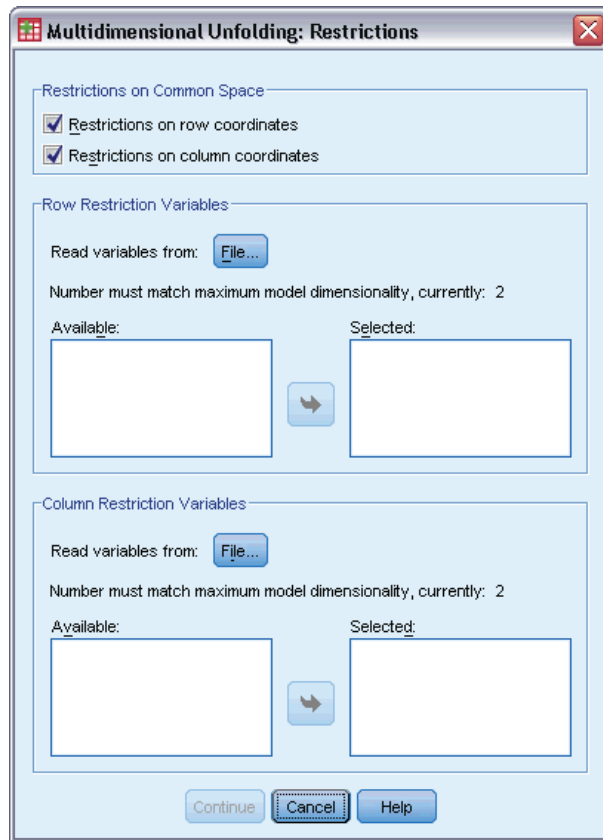 Multidimensional Unfolding: Restrictions
Restrictions on Common Space
Restrictions on row coordinates
Restrictions on column coordinates
Row Restriction Variables
Read variables from: File...
Number must match maximum model dimensionality, currently: 2
Available: Selected:
Column Restriction Variables
Read variables from: File...
Number must match maximum model dimensionality, currently: 2
Available: Selected:
Continue Cancel Help